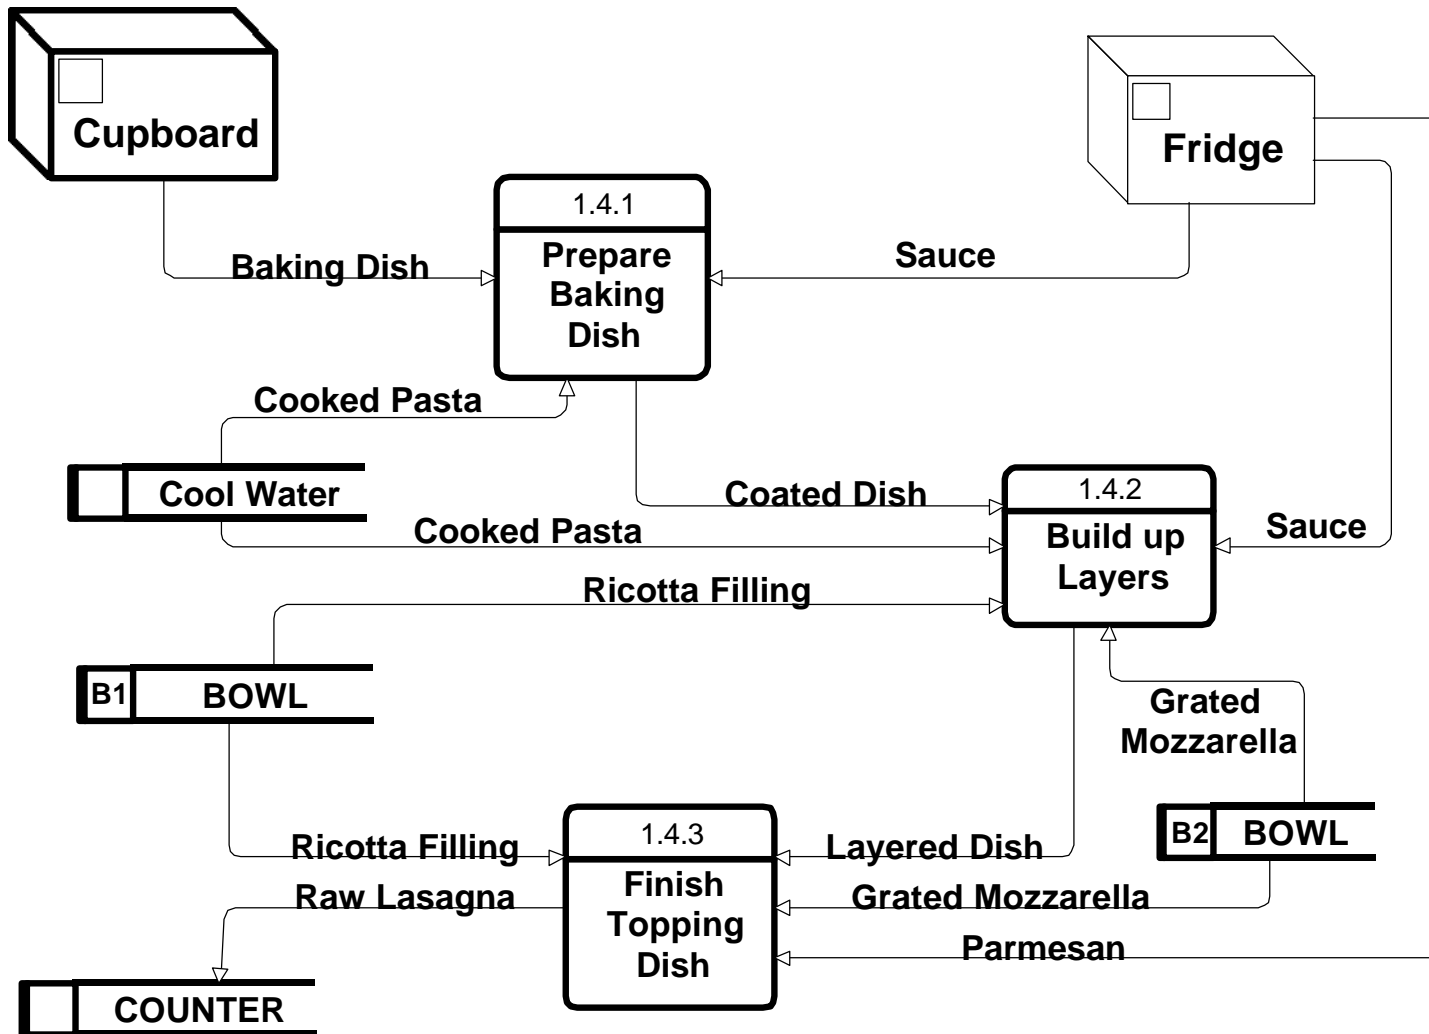 Cupboard
Fridge
1.4.1
Prepare
Baking
Dish
Baking Dish
Sauce
Cooked Pasta
Cool Water
Coated Dish
1.4.2
Build up
Layers
Sauce
Cooked Pasta
Ricotta Filling
B1 BOWL
Grated
Mozzarella
B2 BOWL
1.4.3
Finish
Topping
Dish
Ricotta Filling
Layered Dish
Raw Lasagna
Grated Mozzarella
Parmesan
COUNTER